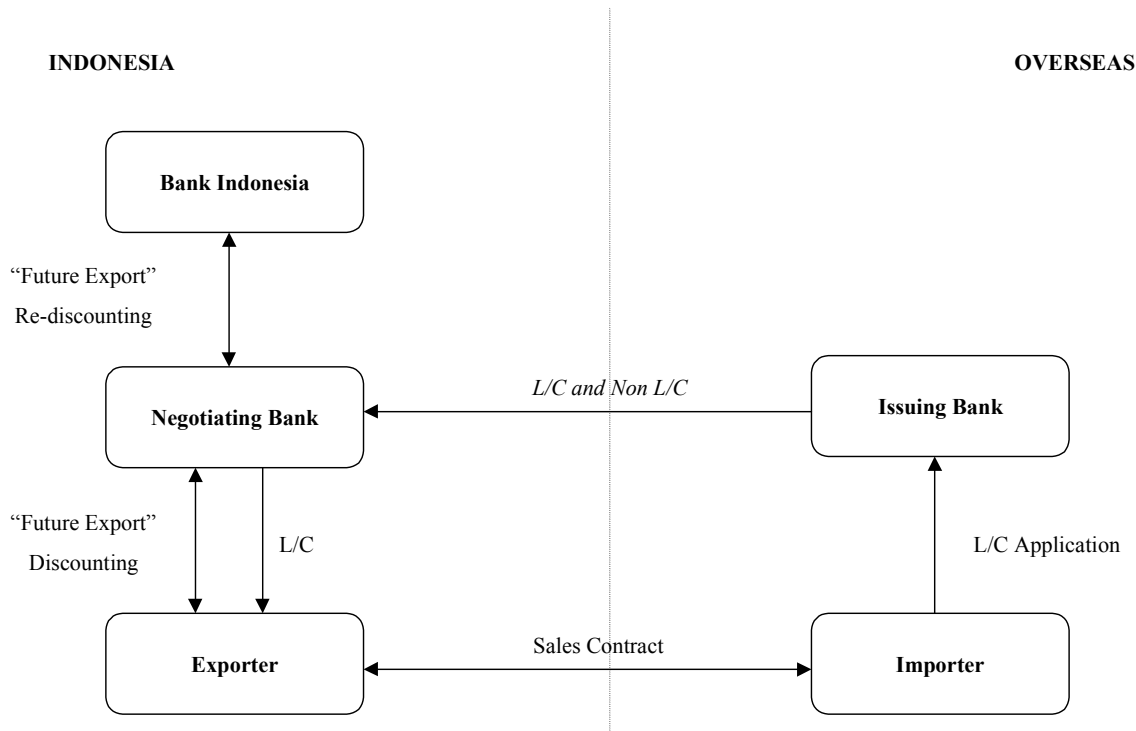 INDONESIA
OVERSEAS
Bank Indonesia
“Future Export”
Re-discounting
Negotiating Bank
L/C and Non L/C
Issuing Bank
“Future Export”
Discounting
L/C
L/C Application
Exporter
Sales Contract
Importer